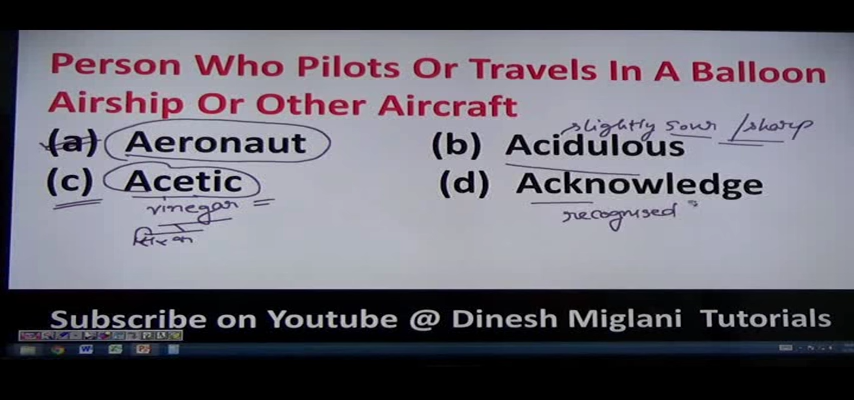 Person Who Pilots Or Travels In A Balloon
Airship Or Other Aircraft
slightly sour / sharp
(a) Aeronaut (b) Acidulous
(c) Acetic (d) Acknowledge
vinegar recognised
Subscribe on Youtube @ Dinesh Miglani Tutorials